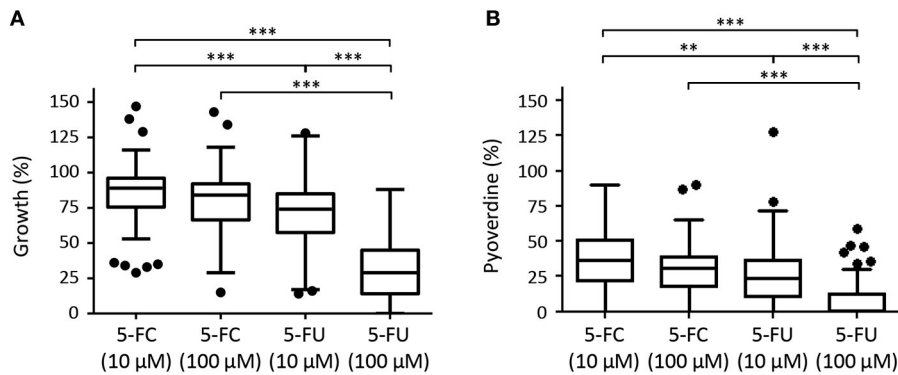 A
***
*** ***
***
150
125
100
75
50
25
0
Growth (%)
5-FC 5-FC 5-FU 5-FU
(10 µM) (100 µM) (10 µM) (100 µM)
B
***
** ***
***
150
125
100
75
50
25
0
Pyoverdine (%)
5-FC 5-FC 5-FU 5-FU
(10 µM) (100 µM) (10 µM) (100 µM)